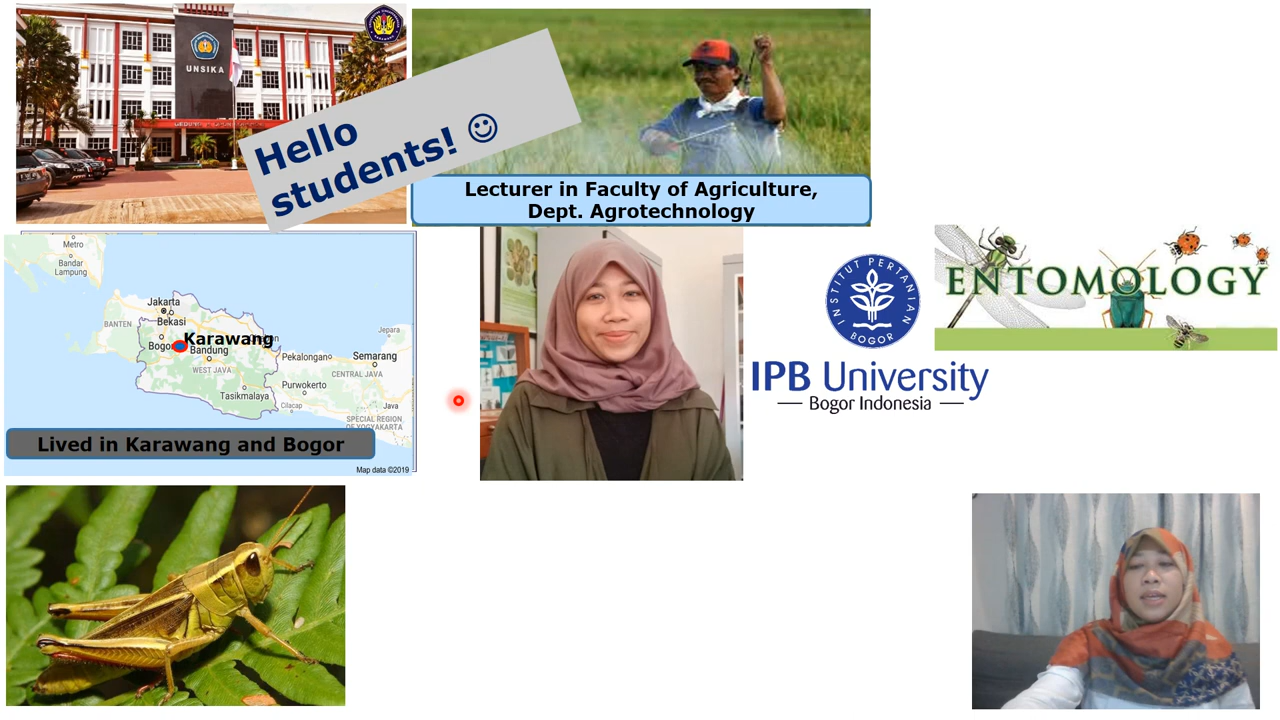 UNSIKA
Hello
students! ☺
Lecturer in Faculty of Agriculture,
Dept. Agrotechnology
Metro
Bandar
Lampung
Jakarta
Bekasi
BANTEN
Bogor
Karawang
Bandung
WEST JAVA
Tasikmalaya
Cilacap
Pekalongan
Purwokerto
Jepara
Semarang
CENTRAL JAVA
Java
SPECIAL REGION
OF YOGYAKARTA
Lived in Karawang and Bogor
Map data ©2019
INSTITUT PERTANIAN
BOGOR
IPB University
Bogor Indonesia
ENTOMOLOGY